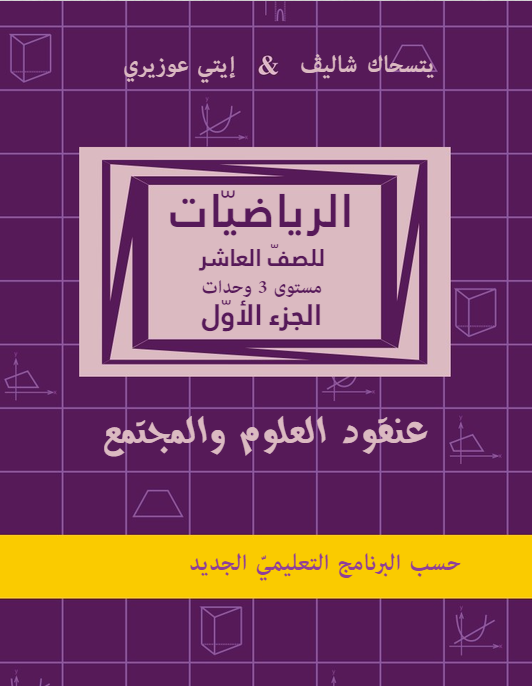 يتسحاك شاليڤ & إيتي عوزيري
الرياضيّات
للصفّ العاشر
مستوى 3 وحدات
الجزء الأوّل
عنقود العلوم والمجتمع
حسب البرنامج التعليميّ الجديد